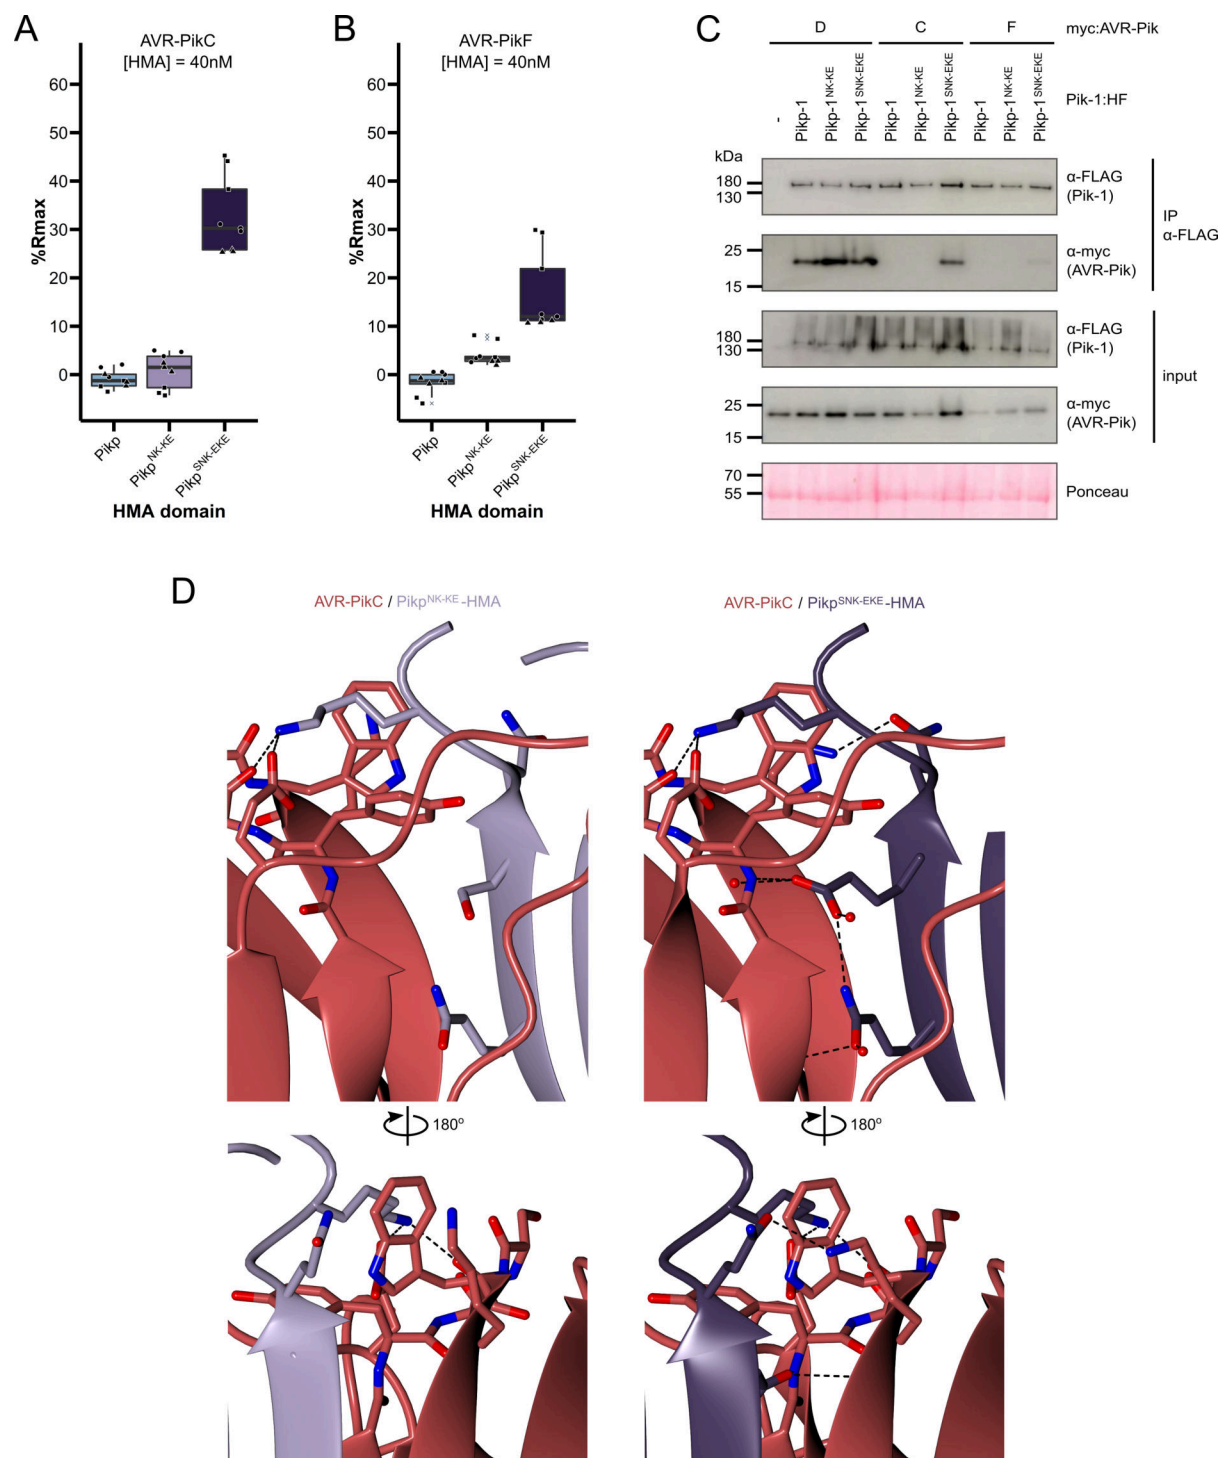 A
AVR-PikC
[HMA] = 40nM
%Rmax
60
50
40
30
20
10
0
Pikp
Pikp^NK-KE
Pikp^SNK-EKE
HMA domain
B
AVR-PikF
[HMA] = 40nM
%Rmax
60
50
40
30
20
10
0
Pikp
Pikp^NK-KE
Pikp^SNK-EKE
HMA domain
C
D C F myc:AVR-Pik
- Pikp-1 Pikp-1^NK-KE Pikp-1^SNK-EKE Pikp-1 Pikp-1^NK-KE Pikp-1^SNK-EKE Pikp-1 Pikp-1^NK-KE Pikp-1^SNK-EKE Pik-1:HF
kDa
180
130
α-FLAG
(Pik-1)
25
15
α-myc
(AVR-Pik)
IP
α-FLAG
180
130
α-FLAG
(Pik-1)
25
15
α-myc
(AVR-Pik)
input
70
55
Ponceau
D
AVR-PikC / Pikp^NK-KE-HMA
AVR-PikC / Pikp^SNK-EKE-HMA
180º
180º